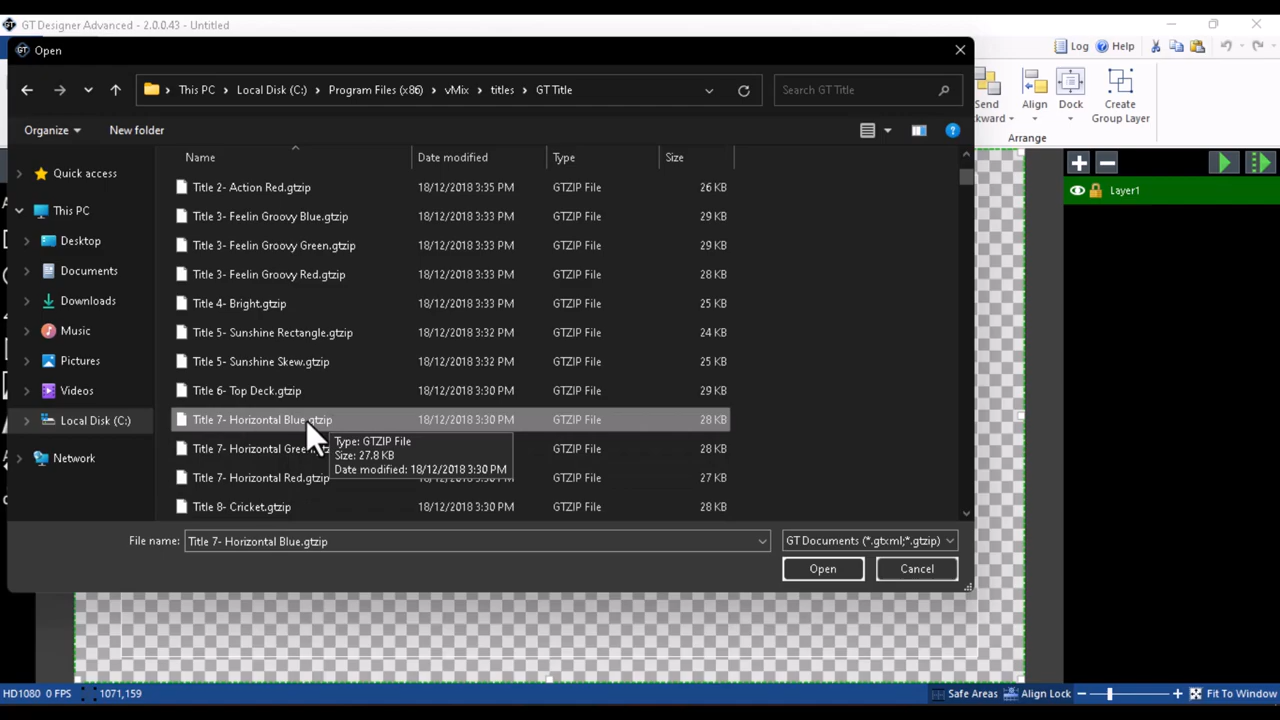 GT Designer Advanced - 2.0.0.43 - Untitled
Open
Log Help
This PC Local Disk (C:) Program Files (x86) vMix titles GT Title
Search GT Title
Organize New folder
Send
Align Dock Create
Group Layer
Arrange
Name Date modified Type Size
Quick access
This PC
Desktop
Documents
Downloads
Music
Pictures
Videos
Local Disk (C:)
Network
Title 2- Action Red.gtzip 18/12/2018 3:35 PM GTZIP File 26 KB
Title 3- Feelin Groovy Blue.gtzip 18/12/2018 3:33 PM GTZIP File 29 KB
Title 3- Feelin Groovy Green.gtzip 18/12/2018 3:33 PM GTZIP File 29 KB
Title 3- Feelin Groovy Red.gtzip 18/12/2018 3:33 PM GTZIP File 28 KB
Title 4- Bright.gtzip 18/12/2018 3:33 PM GTZIP File 25 KB
Title 5- Sunshine Rectangle.gtzip 18/12/2018 3:32 PM GTZIP File 24 KB
Title 5- Sunshine Skew.gtzip 18/12/2018 3:32 PM GTZIP File 25 KB
Title 6- Top Deck.gtzip 18/12/2018 3:30 PM GTZIP File 29 KB
Title 7- Horizontal Blue.gtzip 18/12/2018 3:30 PM GTZIP File 28 KB
Title 7- Horizontal 18/12/2018 3:30 PM GTZIP File 28 KB
Title 7- Horizontal Red.gtzip 18/12/2018 3:30 PM GTZIP File 27 KB
Title 8- Cricket.gtzip 18/12/2018 3:30 PM GTZIP File 28 KB
Type: GTZIP File
Size: 27.8 KB
Date modified: 18/12/2018 3:30 PM
File name: Title 7- Horizontal Blue.gtzip
GT Documents (*.gtxml;*.gtzip)
Open Cancel
Layer1
HD1080 0 FPS 1071,159
Safe Areas Align Lock Fit To Window